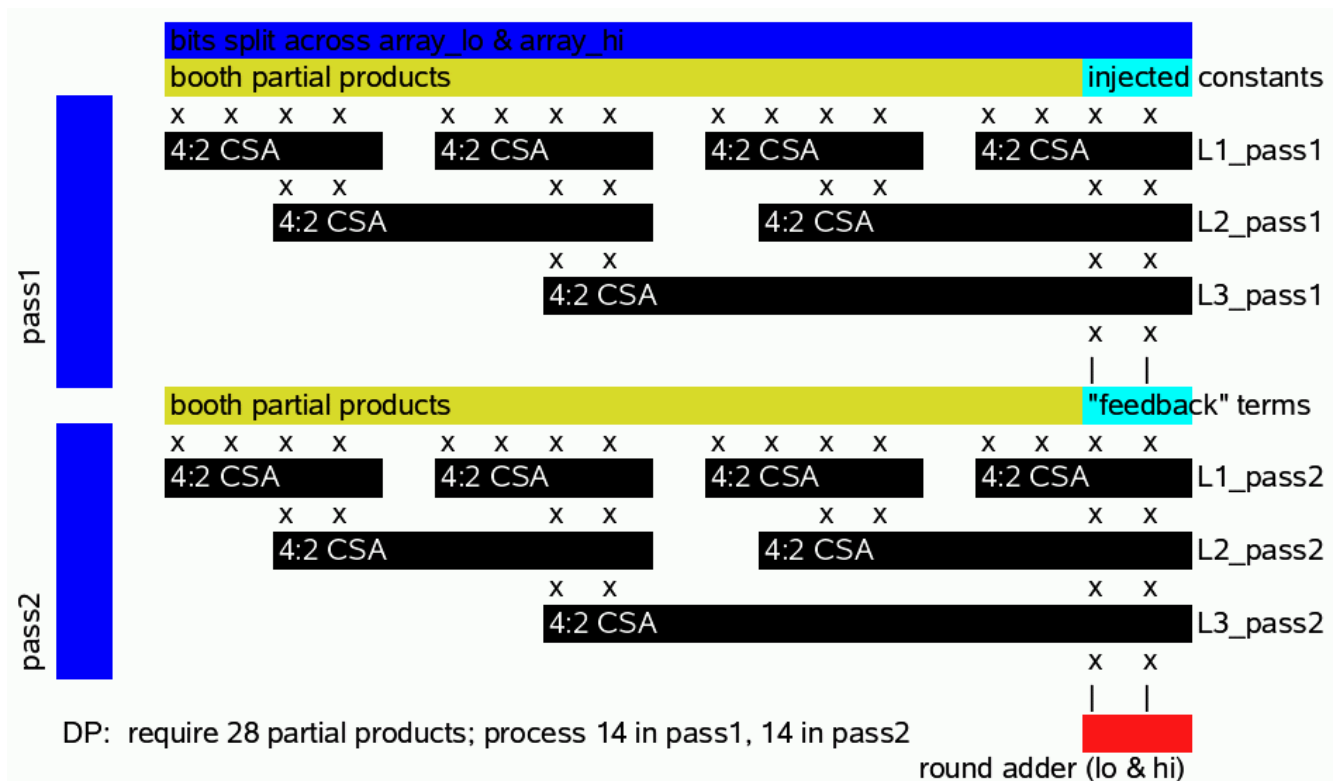 bits split across array_lo & array_hi
booth partial products injected constants
x x x x x x x x x x x x x x x x
4:2 CSA 4:2 CSA 4:2 CSA 4:2 CSA L1_pass1
x x x x x x x x
4:2 CSA 4:2 CSA L2_pass1
x x x x
4:2 CSA L3_pass1
x x
| |
pass1
booth partial products "feedback" terms
x x x x x x x x x x x x x x x x
4:2 CSA 4:2 CSA 4:2 CSA 4:2 CSA L1_pass2
x x x x x x x x
4:2 CSA 4:2 CSA L2_pass2
x x x x
4:2 CSA L3_pass2
x x
| |
pass2
DP: require 28 partial products; process 14 in pass1, 14 in pass2
round adder (lo & hi)